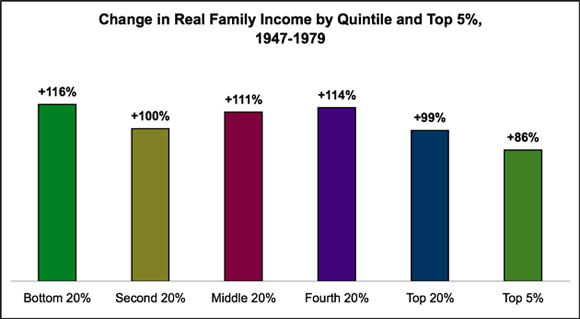 Change in Real Family Income by Quintile and Top 5%,
1947-1979
+116%
+100%
+111%
+114%
+99%
+86%
Bottom 20%
Second 20%
Middle 20%
Fourth 20%
Top 20%
Top 5%